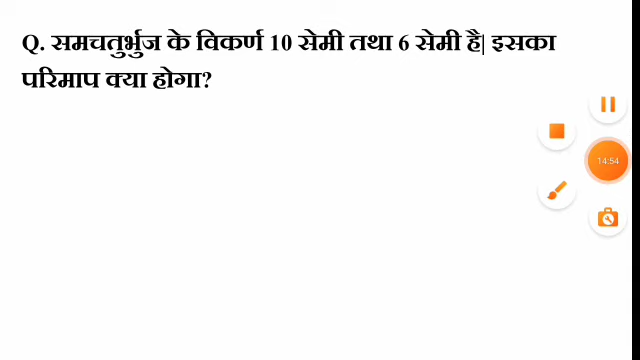 Q. समचतुर्भुज के विकर्ण 10 सेमी तथा 6 सेमी है| इसका
परिमाप क्या होगा?
14:54